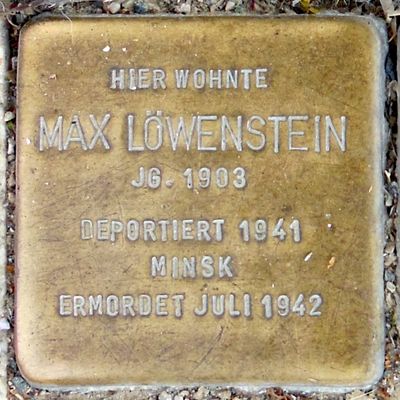 HIER WOHNTE
MAX LÖWENSTEIN
JG. 1903
DEPORTIERT 1941
MINSK
ERMORDET JULI 1942